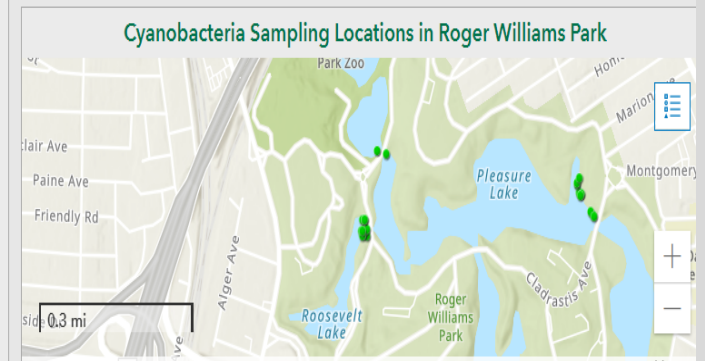 Cyanobacteria Sampling Locations in Roger Williams Park
Park Zoo
Marion
lair Ave
Paine Ave
Friendly Rd
Pleasure
Lake
Montgomery
Alger Ave
Cladrastis Ave
0.3 mi
Roosevelt
Lake
Roger
Williams
Park